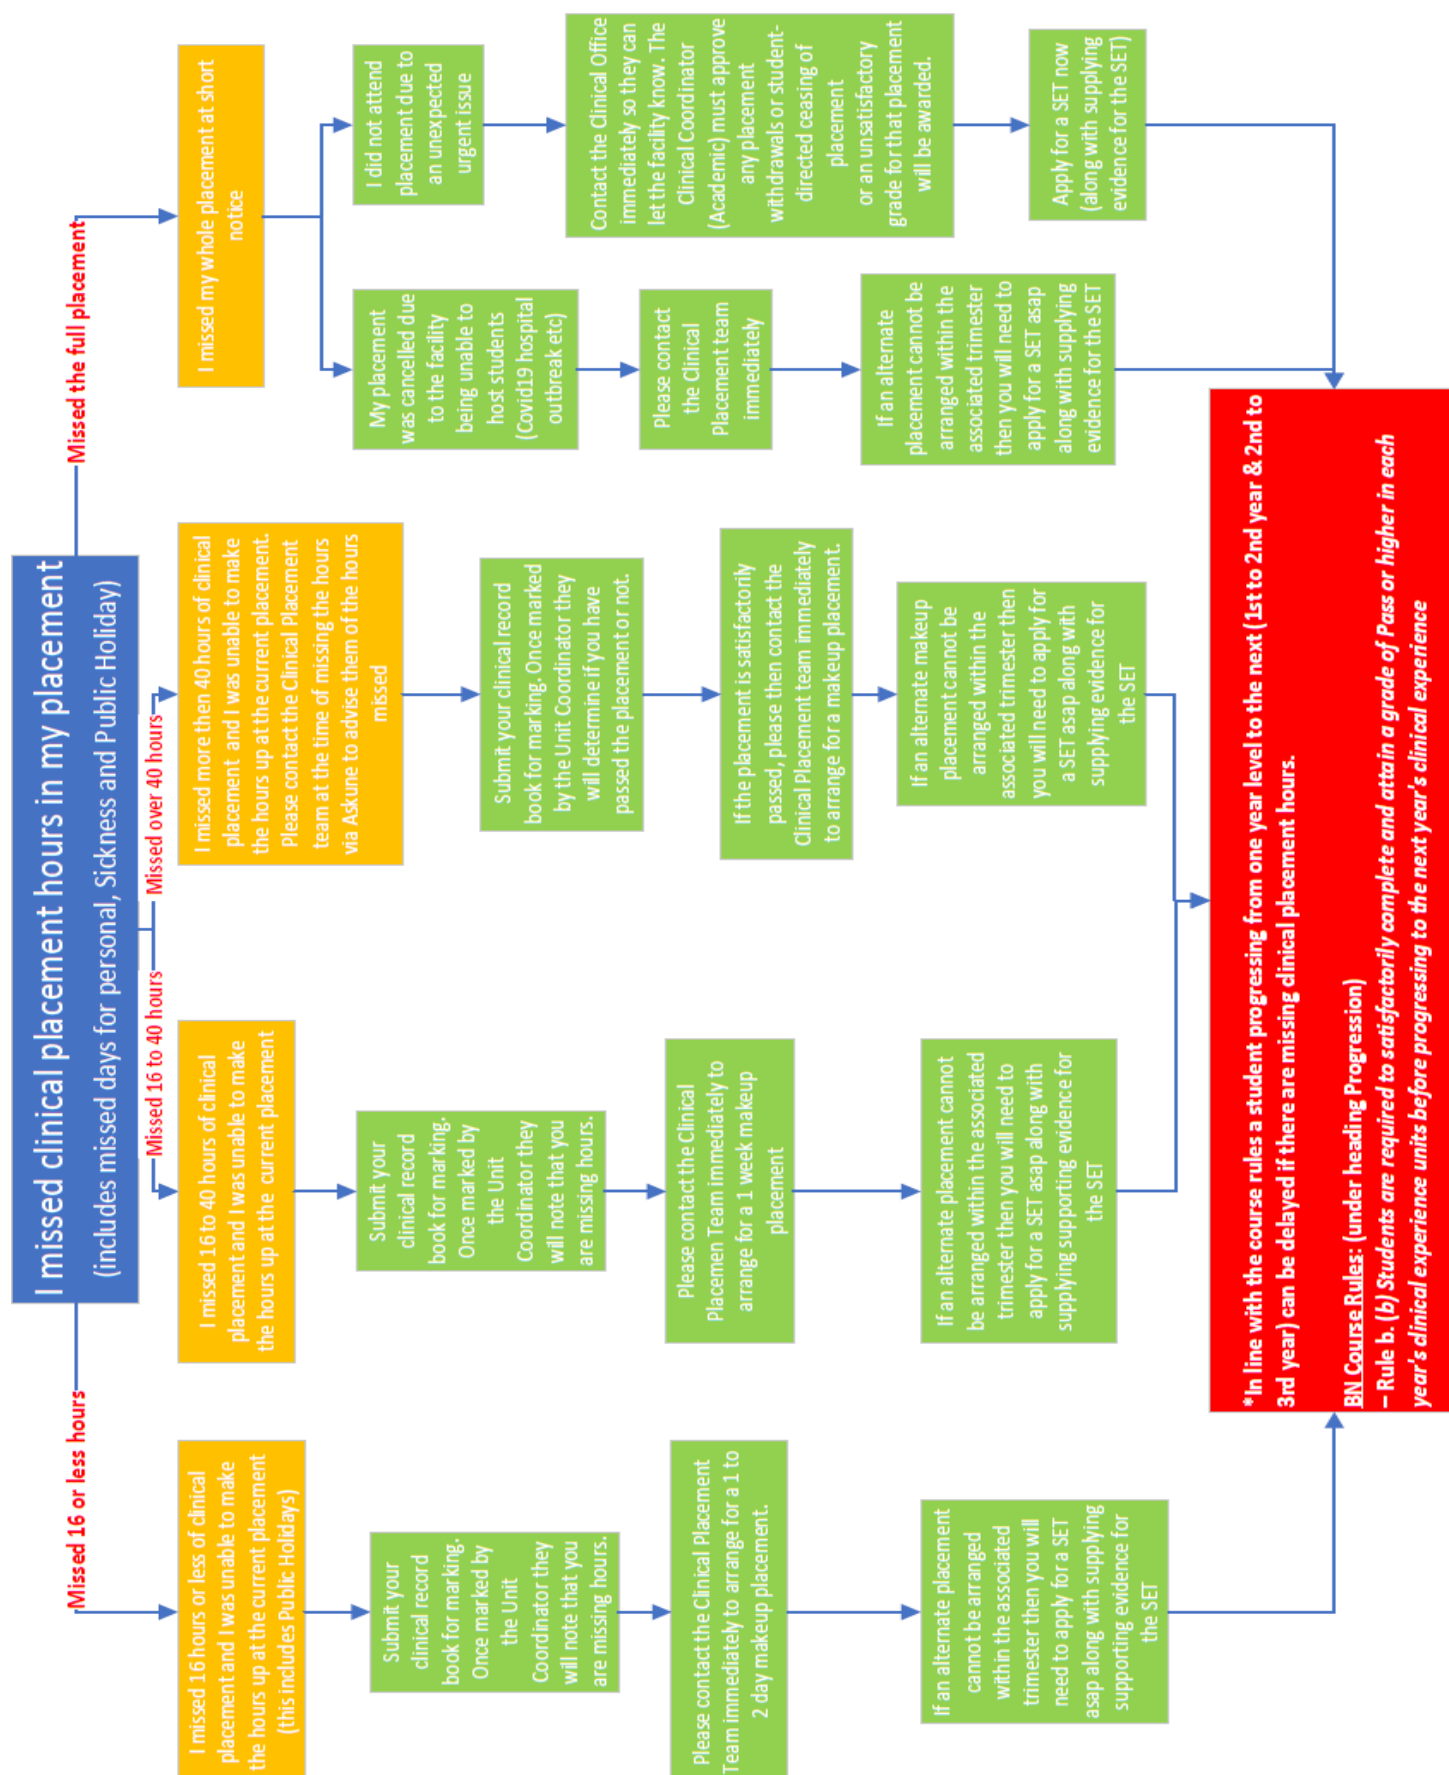 I missed clinical placement hours in my placement
(includes missed days for personal, Sickness and Public Holiday)
Missed 16 or less hours
Missed 16 to 40 hours
Missed over 40 hours
Missed the full placement
I missed 16 hours or less of clinical
placement and I was unable to make
the hours up at the current placement
(this includes Public Holidays)
Submit your
clinical record
book for marking.
Once marked by
the Unit
Coordinator they
will note that you
are missing hours.
Please contact the Clinical Placement
Team immediately to arrange for a 1 to
2 day makeup placement.
If an alternate placement
cannot be arranged
within the associated
trimester then you will
need to apply for a SET
asap along with supplying
supporting evidence for
the SET
I missed 16 to 40 hours of clinical
placement and I was unable to make
the hours up at the current placement
Submit your
clinical record
book for marking.
Once marked by
the Unit
Coordinator they
will note that you
are missing hours.
Please contact the Clinical
Placemen Team immediately to
arrange for a 1 week makeup
placement
If an alternate placement cannot
be arranged within the associated
trimester then you will need to
apply for a SET asap along with
supplying supporting evidence for
the SET
I missed more then 40 hours of clinical
placement and I was unable to make
the hours up at the current placement.
Please contact the Clinical Placement
team at the time of missing the hours
via Askune to advise them of the hours
missed
Submit your clinical record
book for marking. Once marked
by the Unit Coordinator they
will determine if you have
passed the placement or not.
If the placement is satisfactorily
passed, please then contact the
Clinical Placement team immediately
to arrange for a makeup placement.
If an alternate makeup
placement cannot be
arranged within the
associated trimester then
you will need to apply for
a SET asap along with
supplying evidence for
the SET
I missed my whole placement at short
notice
My placement
was cancelled due
to the facility
being unable to
host students
(Covid19 hospital
outbreak etc)
Please contact
the Clinical
Placement team
immediately
If an alternate
placement cannot be
arranged within the
associated trimester
then you will need to
apply for a SET asap
along with supplying
evidence for the SET
I did not attend
placement due to
an unexpected
urgent issue
Contact the Clinical Office
immediately so they can
let the facility know. The
Clinical Coordinator
(Academic) must approve
any placement
withdrawals or student-
directed ceasing of
placement
or an unsatisfactory
grade for that placement
will be awarded.
Apply for a SET now
(along with supplying
evidence for the SET)
*In line with the course rules a student progressing from one year level to the next (1st to 2nd year & 2nd to
3rd year) can be delayed if there are missing clinical placement hours.
BN Course Rules: (under heading Progression)
– Rule b. (b) Students are required to satisfactorily complete and attain a grade of Pass or higher in each
year's clinical experience units before progressing to the next year's clinical experience